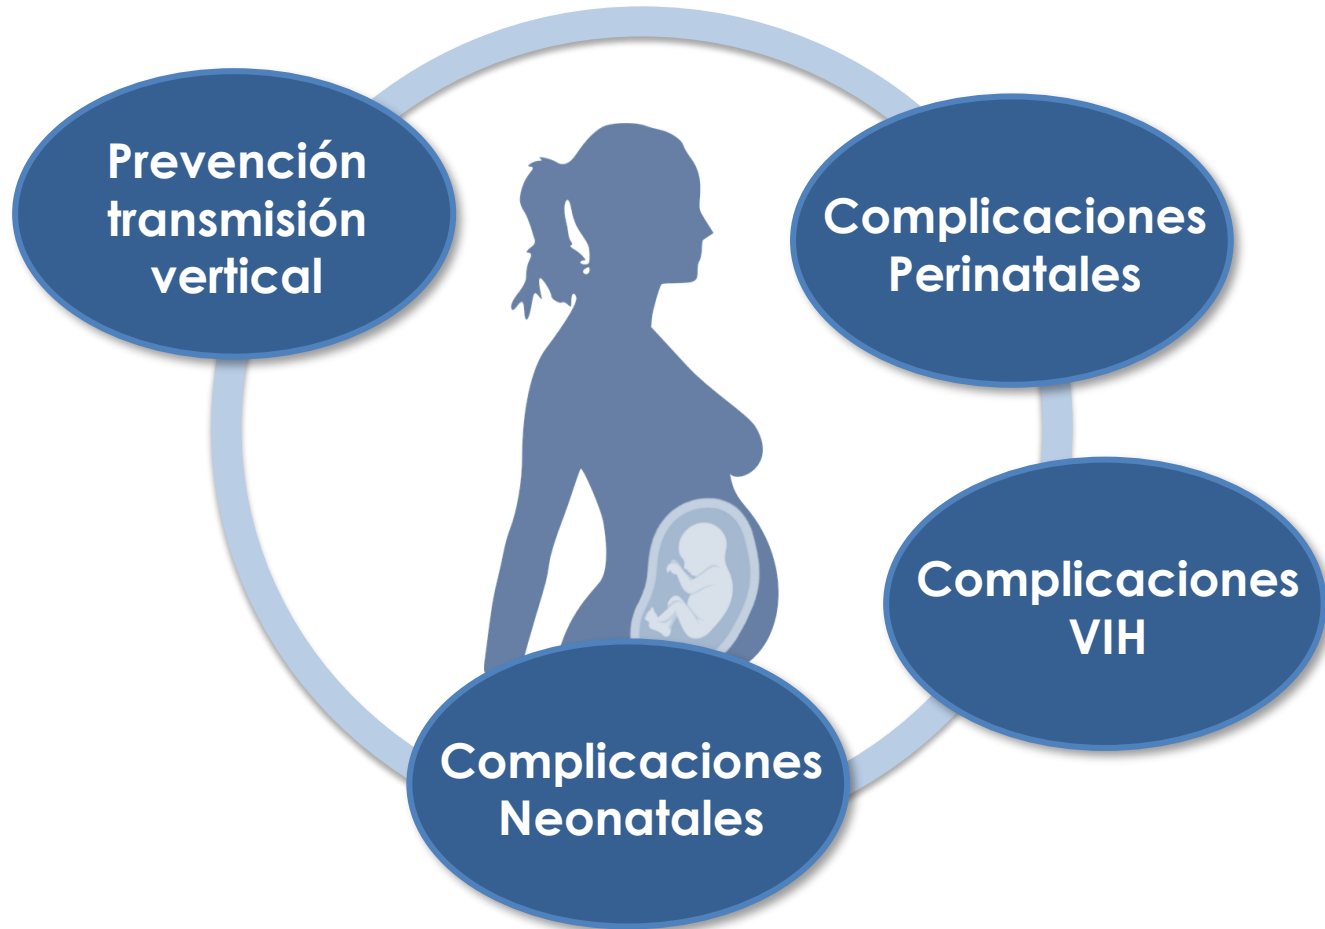 Prevención
transmisión
vertical
Complicaciones
Perinatales
Complicaciones
VIH
Complicaciones
Neonatales